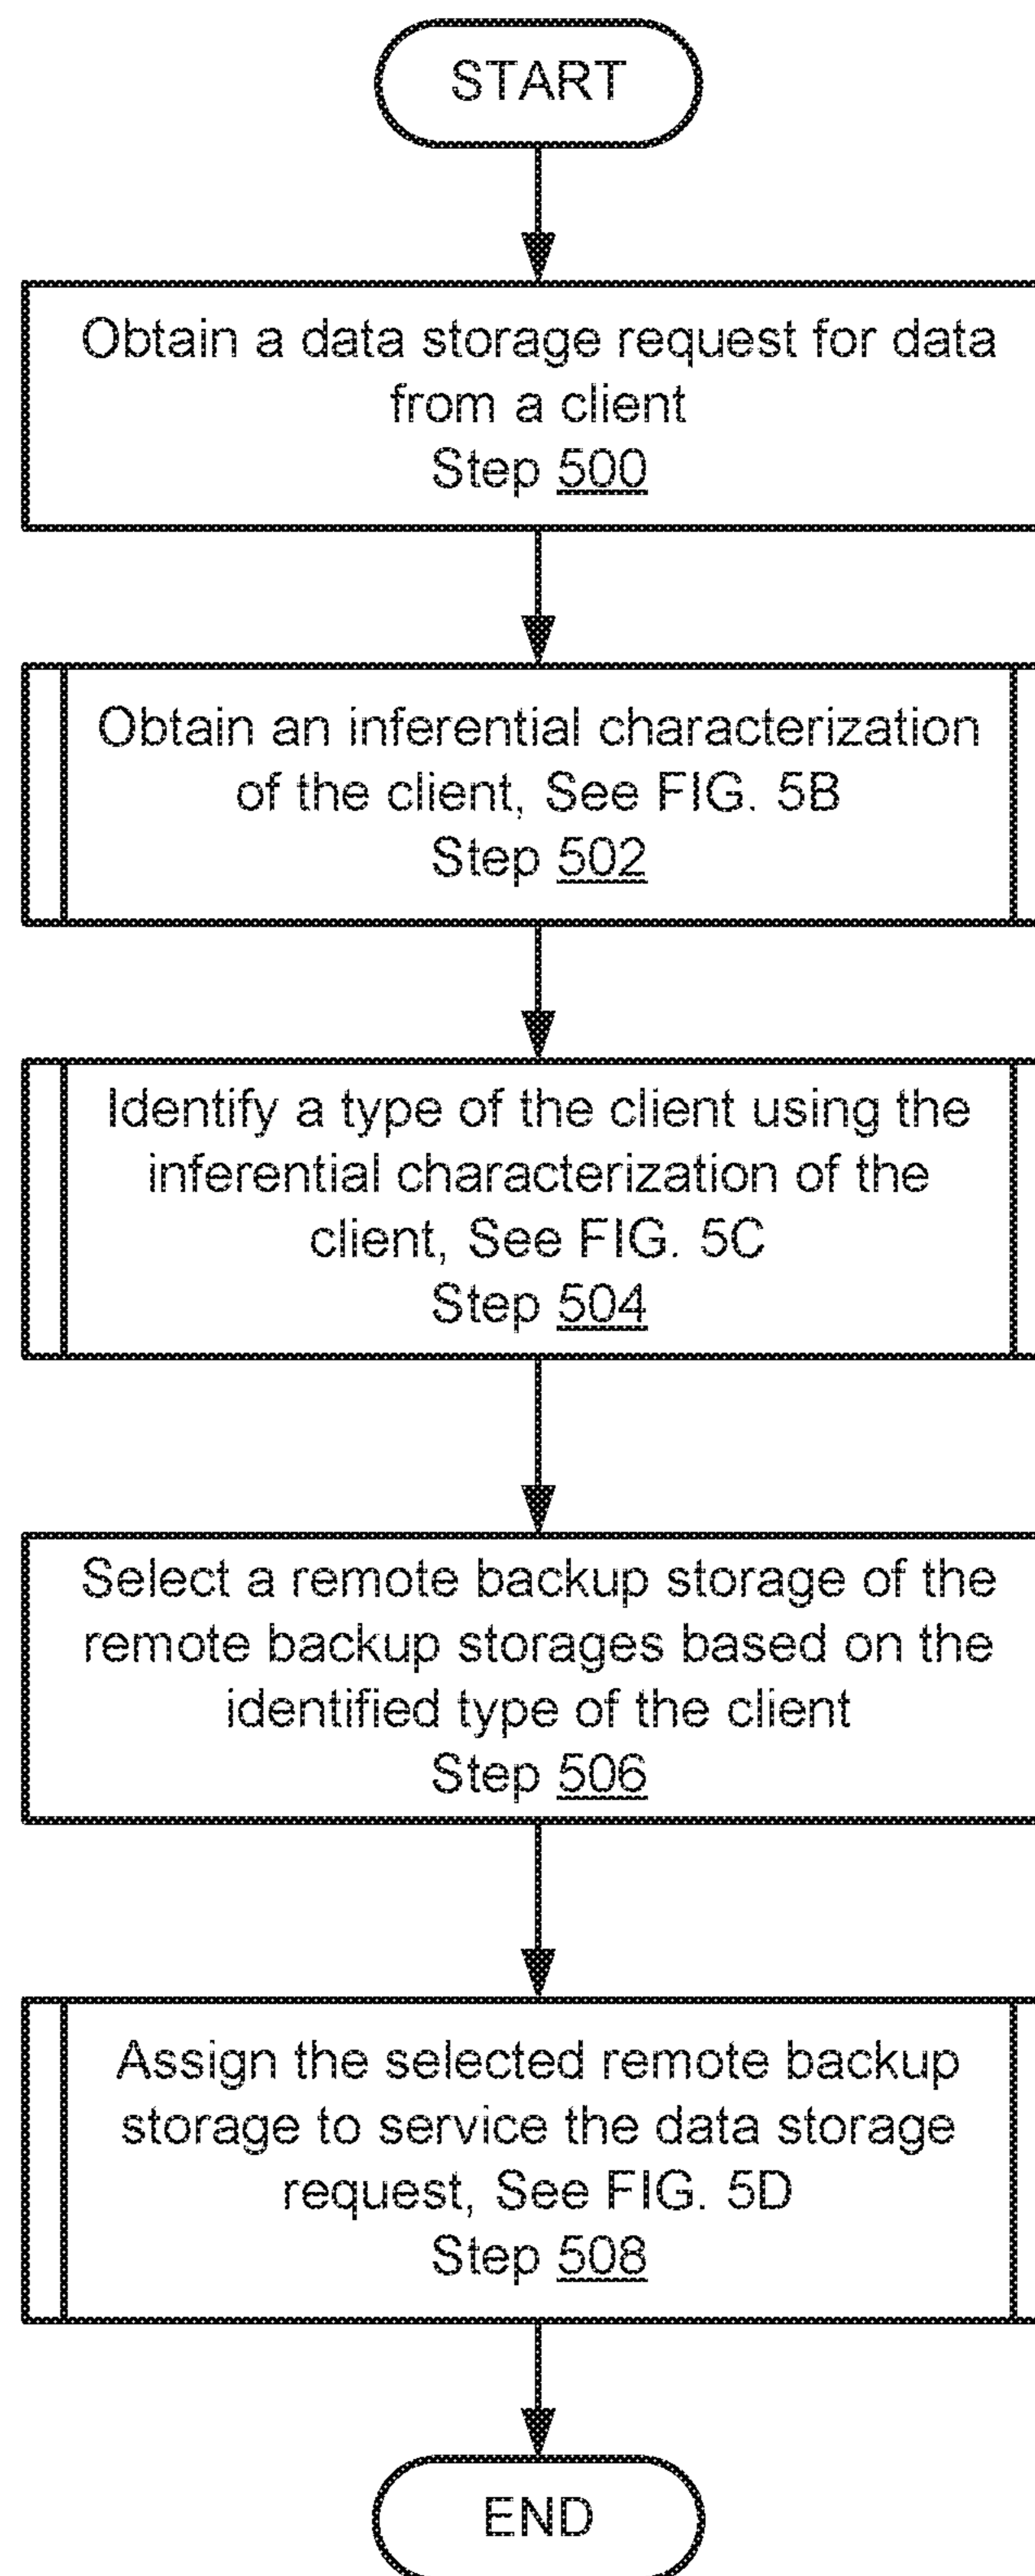 START
Obtain a data storage request for data
from a client
Step 500
Obtain an inferential characterization
of the client, See FIG. 5B
Step 502
Identify a type of the client using the
inferential characterization of the
client, See FIG. 5C
Step 504
Select a remote backup storage of the
remote backup storages based on the
identified type of the client
Step 506
Assign the selected remote backup
storage to service the data storage
request, See FIG. 5D
Step 508
END